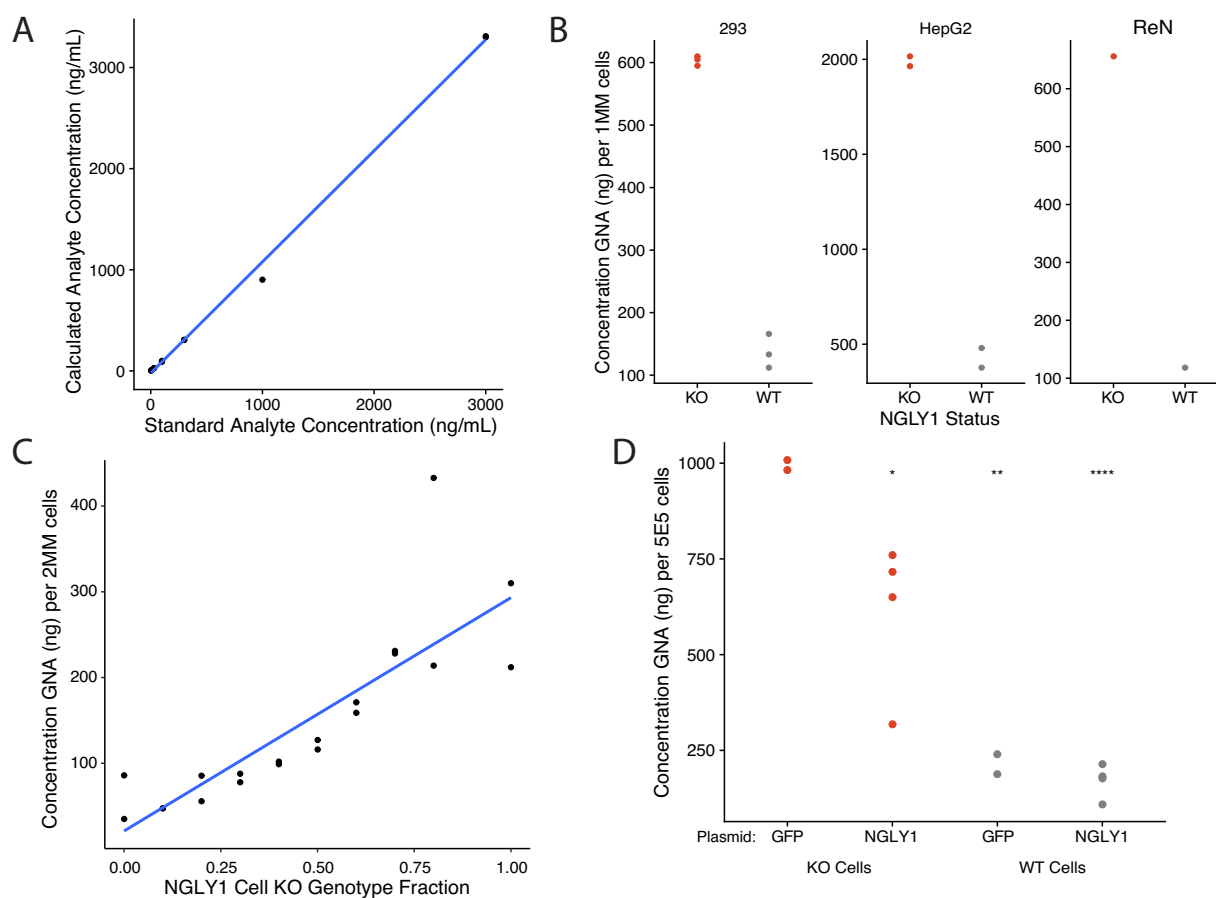 A
Calculated Analyte Concentration (ng/mL)
3000
2000
1000
0
0
1000
2000
3000
Standard Analyte Concentration (ng/mL)
B
Concentration GNA (ng) per 1MM cells
293
600
500
400
300
200
100
KO
WT
HepG2
2000
1500
1000
500
KO
WT
ReN
600
500
400
300
200
100
KO
WT
NGLY1 Status
C
Concentration GNA (ng) per 2MM cells
400
300
200
100
0.00
0.25
0.50
0.75
1.00
NGLY1 Cell KO Genotype Fraction
D
Concentration GNA (ng) per 5E5 cells
1000
750
500
250
*
**
****
Plasmid: GFP NGLY1 GFP NGLY1
KO Cells WT Cells